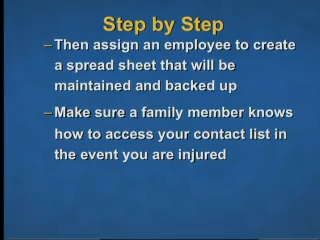 Step by Step
– Then assign an employee to create
a spread sheet that will be
maintained and backed up
– Make sure a family member knows
how to access your contact list in
the event you are injured